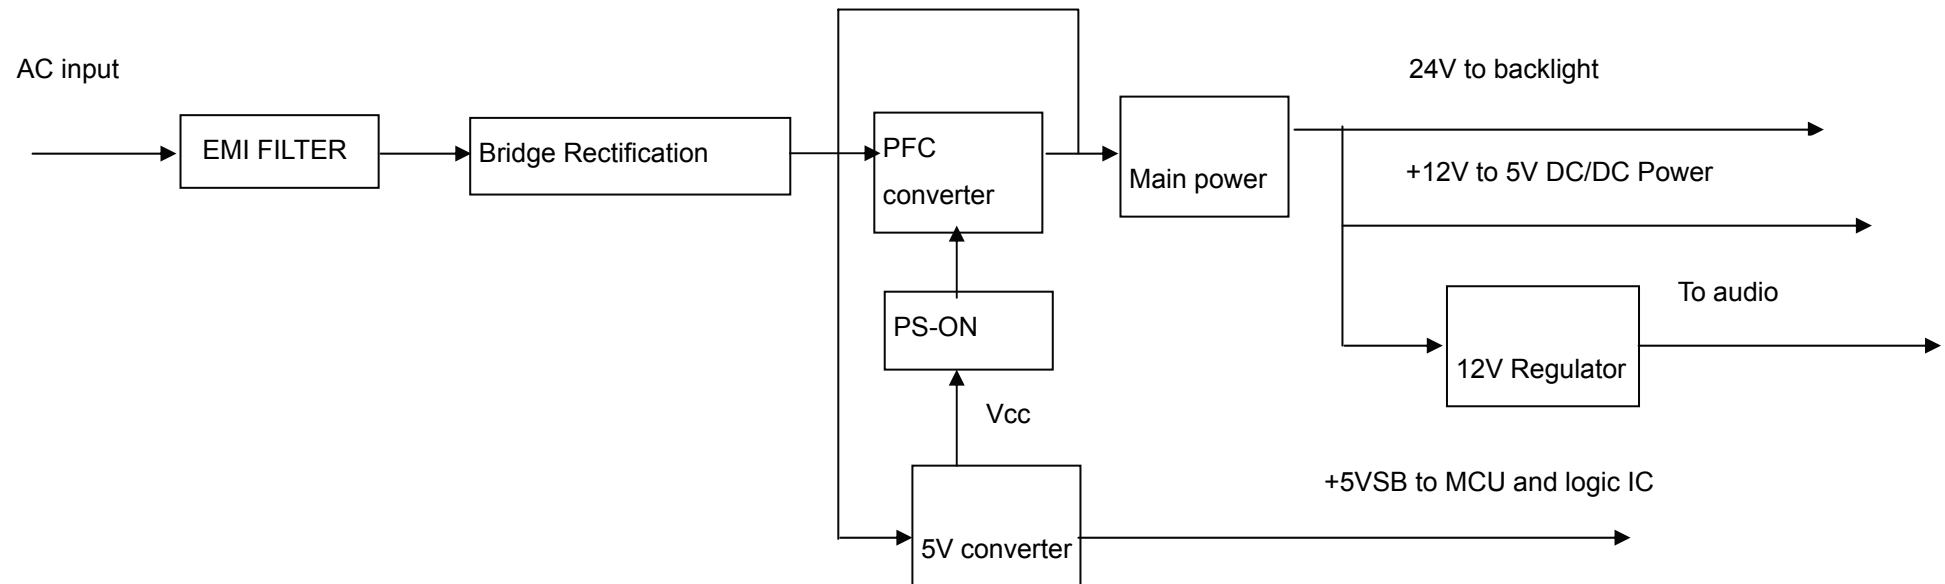 AC input
24V to backlight
EMI FILTER
Bridge Rectification
PFC
converter
Main power
+12V to 5V DC/DC Power
To audio
PS-ON
12V Regulator
Vcc
+5VSB to MCU and logic IC
5V converter